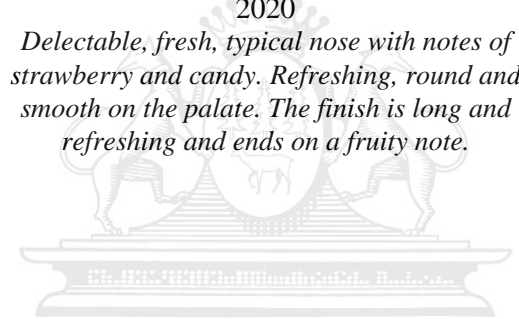 2020
Delectable, fresh, typical nose with notes of
strawberry and candy. Refreshing, round and
smooth on the palate. The finish is long and
refreshing and ends on a fruity note.